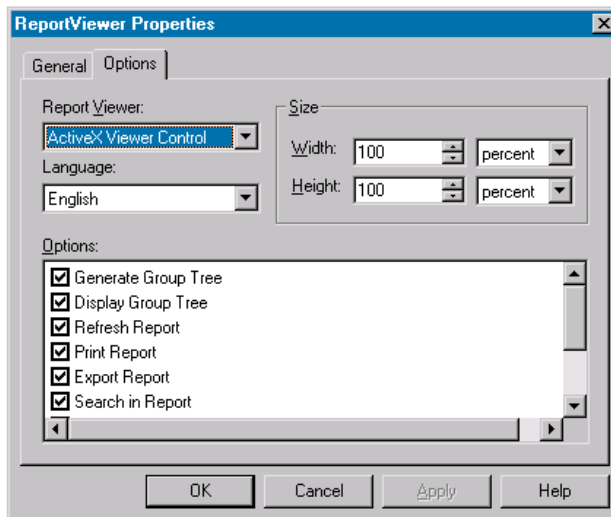 ReportViewer Properties
General Options
Report Viewer:
ActiveX Viewer Control
Language:
English
Size
Width: 100 percent
Height: 100 percent
Options:
Generate Group Tree
Display Group Tree
Refresh Report
Print Report
Export Report
Search in Report
OK Cancel Apply Help